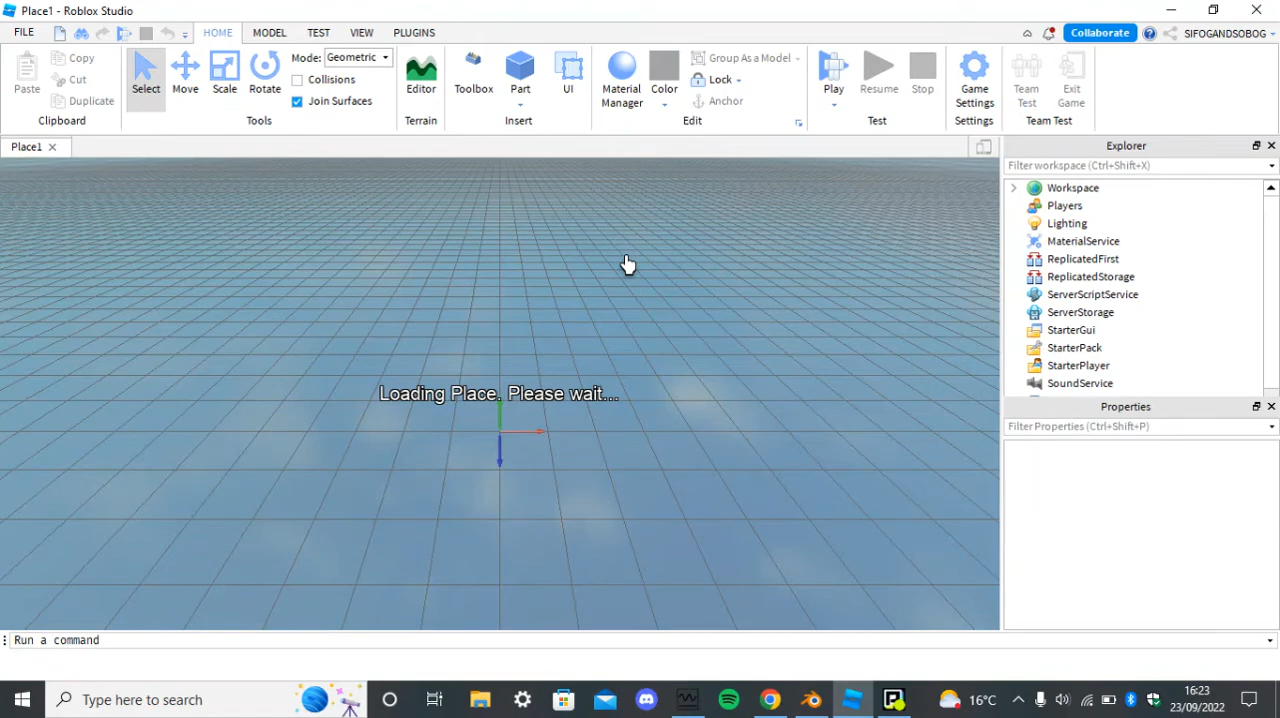 Place1 - Roblox Studio
FILE HOME MODEL TEST VIEW PLUGINS Collaborate SIFOGANDSOBOG
Paste Copy Cut Duplicate
Clipboard
Select Move Scale Rotate
Mode: Geometric
Collisions
Join Surfaces
Tools
Editor
Terrain
Toolbox Part UI
Insert
Material Manager Color
Group As a Model
Lock
Anchor
Edit
Play Resume Stop
Test
Game Settings
Settings
Team Test Exit Game
Team Test
Place1
Loading Place. Please wait...
Explorer
Filter workspace (Ctrl+Shift+X)
Workspace
Players
Lighting
MaterialService
ReplicatedFirst
ReplicatedStorage
ServerScriptService
ServerStorage
StarterGui
StarterPack
StarterPlayer
SoundService
Properties
Filter Properties (Ctrl+Shift+P)
Run a command
Type here to search
16°C
16:23
23/09/2022